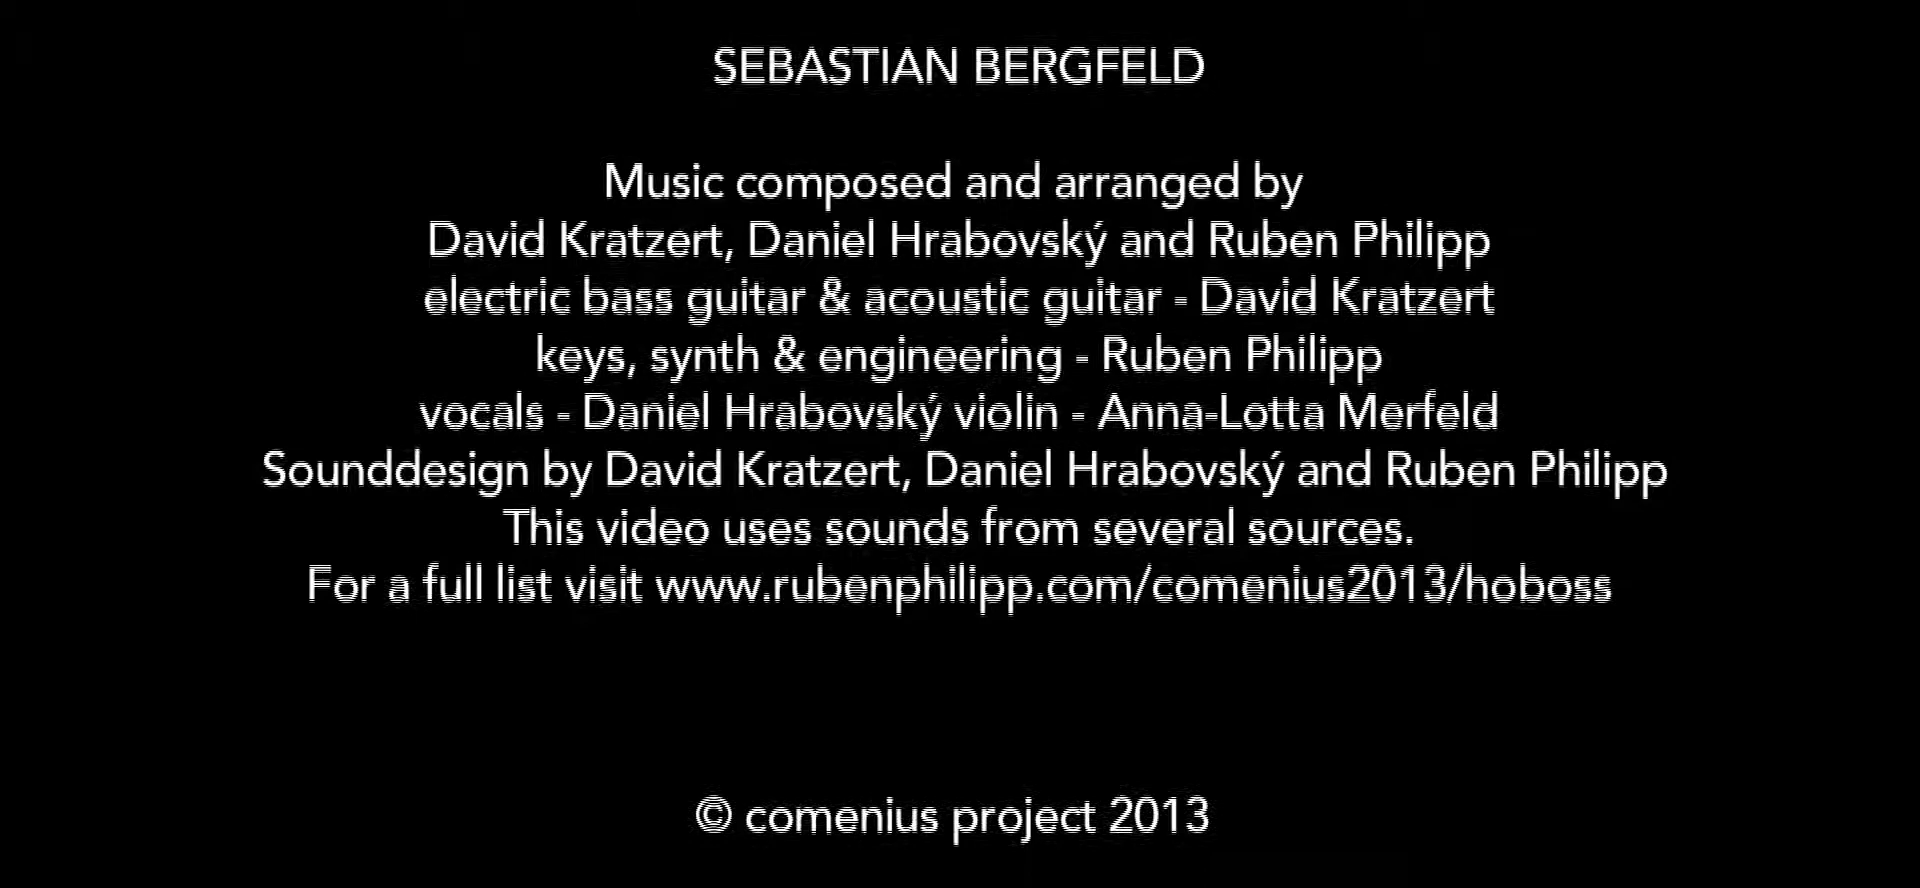 SEBASTIAN BERGFELD
Music composed and arranged by
David Kratzert, Daniel Hrabovský and Ruben Philipp
electric bass guitar & acoustic guitar - David Kratzert
keys, synth & engineering - Ruben Philipp
vocals - Daniel Hrabovský violin - Anna-Lotta Merfeld
Sounddesign by David Kratzert, Daniel Hrabovský and Ruben Philipp
This video uses sounds from several sources.
For a full list visit www.rubenphilipp.com/comenius2013/hoboss
© comenius project 2013